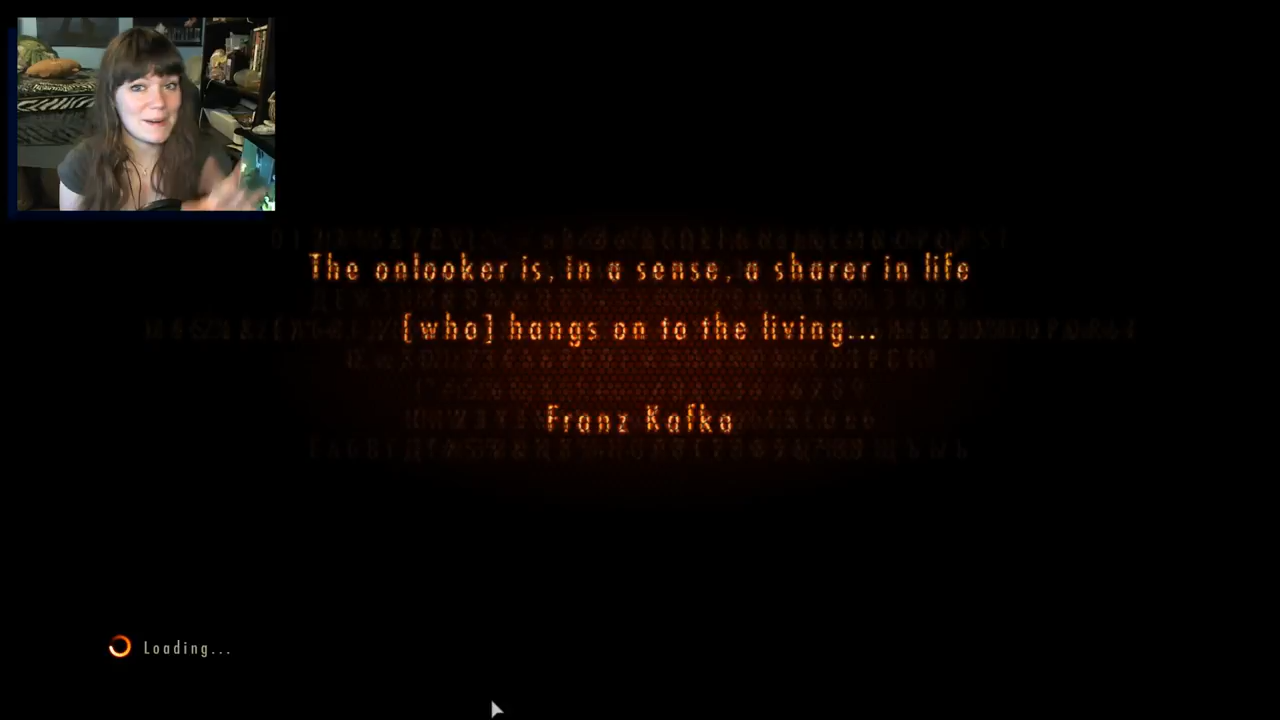 The onlooker is, in a sense, a sharer in life
[who] hangs on to the living...
Franz Kafka
Loading...